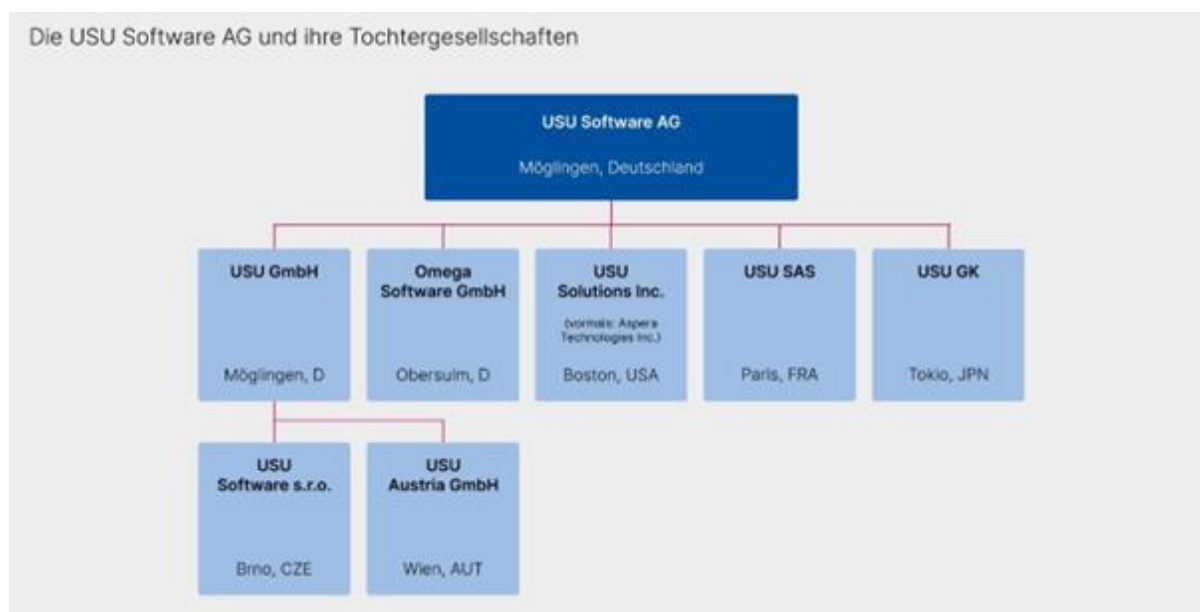 Die USU Software AG und ihre Tochtergesellschaften
USU Software AG
Möglingen, Deutschland
USU GmbH
Möglingen, D
Omega
Software GmbH
Obersulm, D
USU
Solutions Inc.
(vormals: Aspera
Technologies Inc.)
Boston, USA
USU SAS
Paris, FRA
USU GK
Tokio, JPN
USU
Software s.r.o.
Brno, CZE
USU
Austria GmbH
Wien, AUT